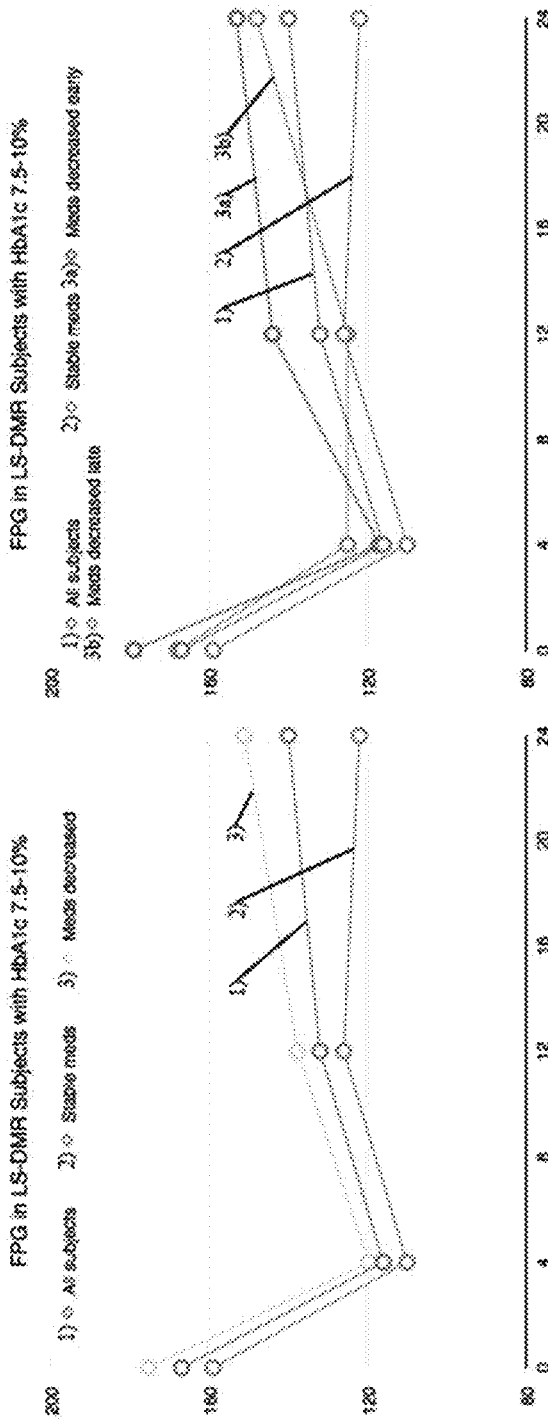 FPG in LS-DMR Subjects with HbA1c 7.5-10%
1) All subjects 2) Stable meds 3) Meds decreased
200
160
120
80
1) 2) 3)
0 4 8 12 16 20 24
FPG in LS-DMR Subjects with HbA1c 7.5-10%
1) All subjects 2) Stable meds 3a) Meds decreased early
3b) Meds decreased late
200
160
120
80
1) 2) 3a) 3b)
0 4 8 12 16 20 24